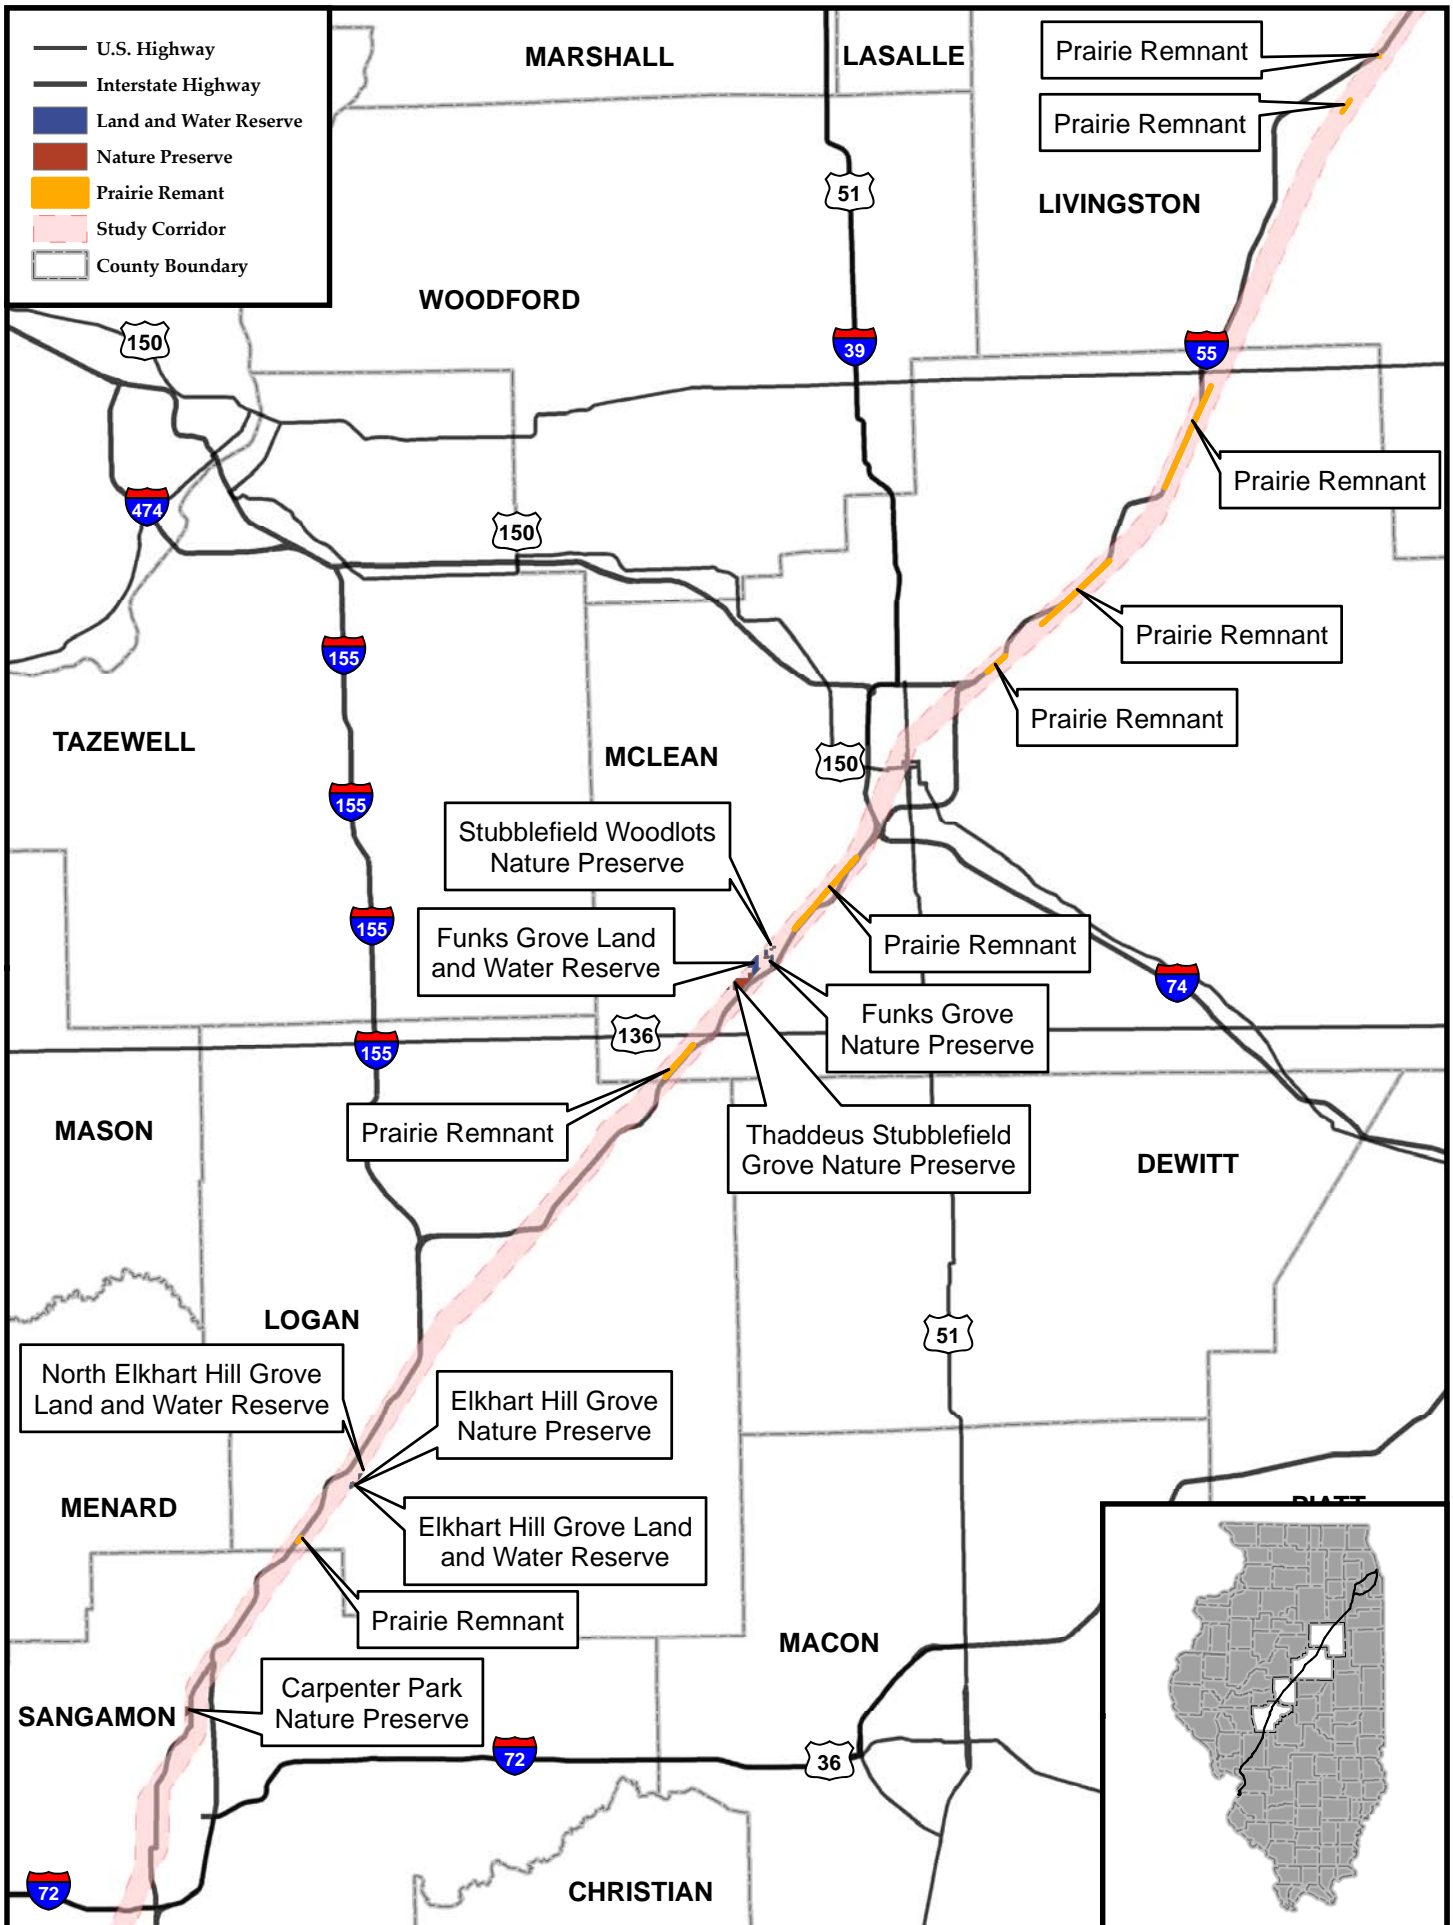 U.S. Highway
Interstate Highway
Land and Water Reserve
Nature Preserve
Prairie Remant
Study Corridor
County Boundary
MARSHALL
LASALLE
Prairie Remnant
Prairie Remnant
51
LIVINGSTON
WOODFORD
150
39
55
Prairie Remnant
474
150
155
Prairie Remnant
Prairie Remnant
TAZEWELL
MCLEAN
150
155
Stubblefield Woodlots
Nature Preserve
155
Funks Grove Land
and Water Reserve
Prairie Remnant
74
Funks Grove
Nature Preserve
136
155
Prairie Remnant
Thaddeus Stubblefield
Grove Nature Preserve
MASON
DEWITT
LOGAN
51
North Elkhart Hill Grove
Land and Water Reserve
Elkhart Hill Grove
Nature Preserve
MENARD
PIATT
Elkhart Hill Grove Land
and Water Reserve
Prairie Remnant
MACON
SANGAMON
Carpenter Park
Nature Preserve
72
36
72
CHRISTIAN